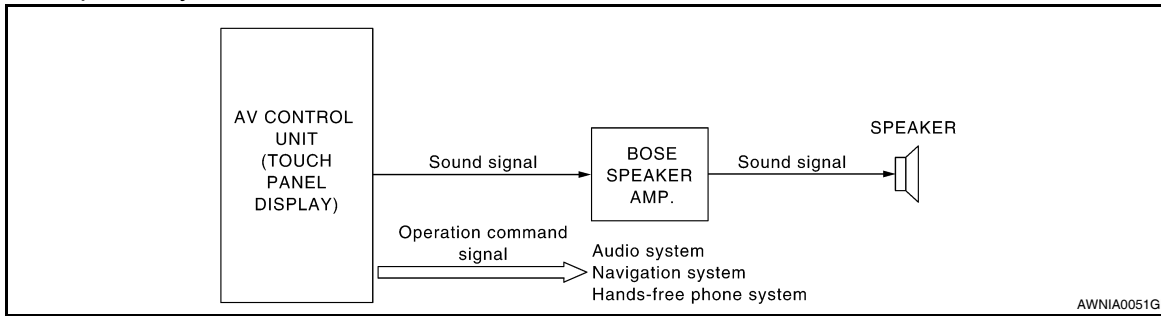 AV CONTROL
UNIT
(TOUCH
PANEL
DISPLAY)
Sound signal
BOSE
SPEAKER
AMP.
Sound signal
SPEAKER
Operation command
signal
Audio system
Navigation system
Hands-free phone system
AWNIA0051G